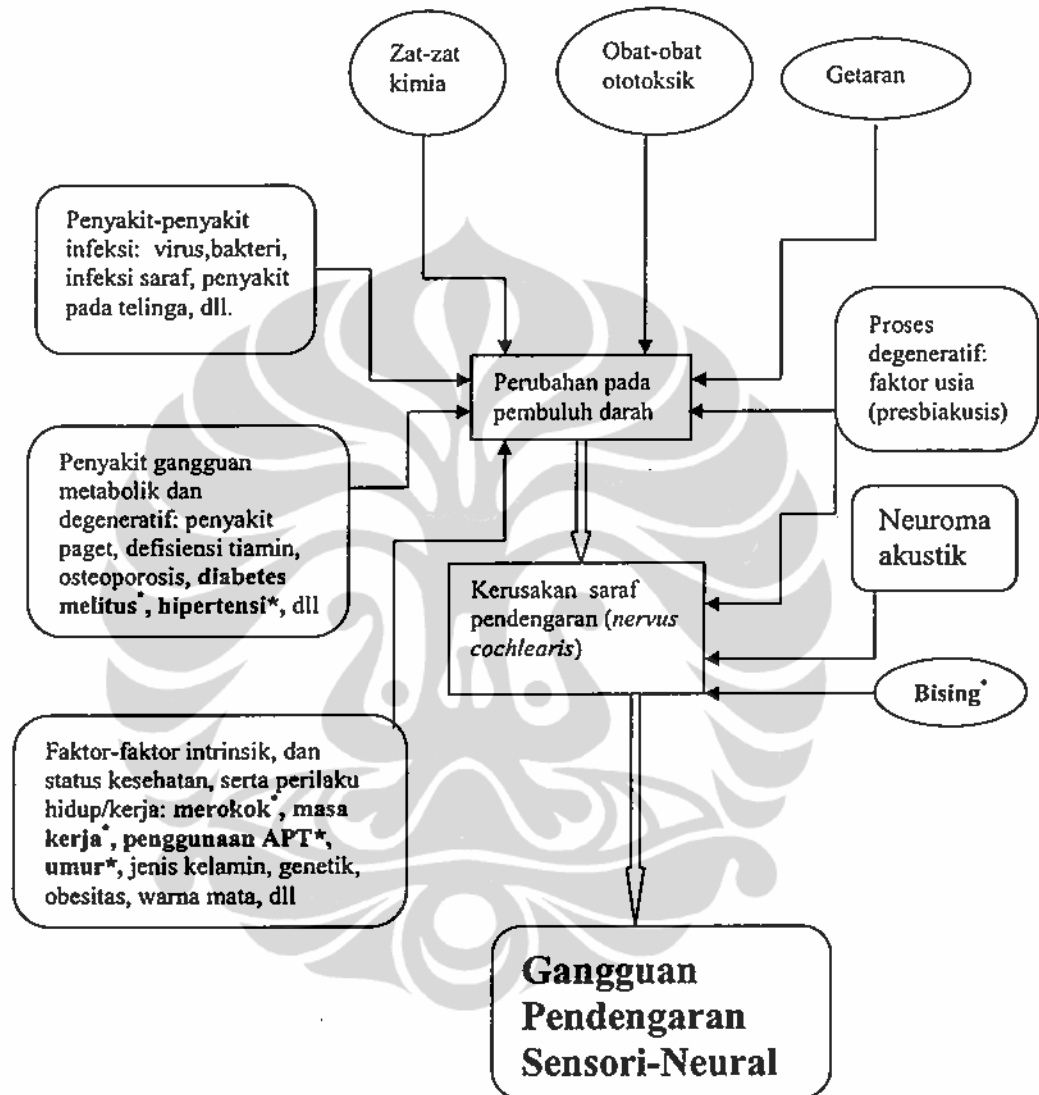 Zat-zat
kimia
Obat-obat
ototoksik
Getaran
Penyakit-penyakit
infeksi: virus,bakteri,
infeksi saraf, penyakit
pada telinga, dll.
Perubahan pada
pembuluh darah
Proses
degeneratif:
faktor usia
(presbiakusis)
Penyakit gangguan
metabolik dan
degeneratif: penyakit
paget, defisiensi tiamin,
osteoporosis, diabetes
melitus*, hipertensi*, dll
Neuroma
akustik
Kerusakan saraf
pendengaran (nervus
cochlearis)
Bising*
Faktor-faktor intrinsik, dan
status kesehatan, serta perilaku
hidup/kerja: merokok*, masa
kerja*, penggunaan APT*,
umur*, jenis kelamin, genetik,
obesitas, warna mata, dll
Gangguan
Pendengaran
Sensori-Neural